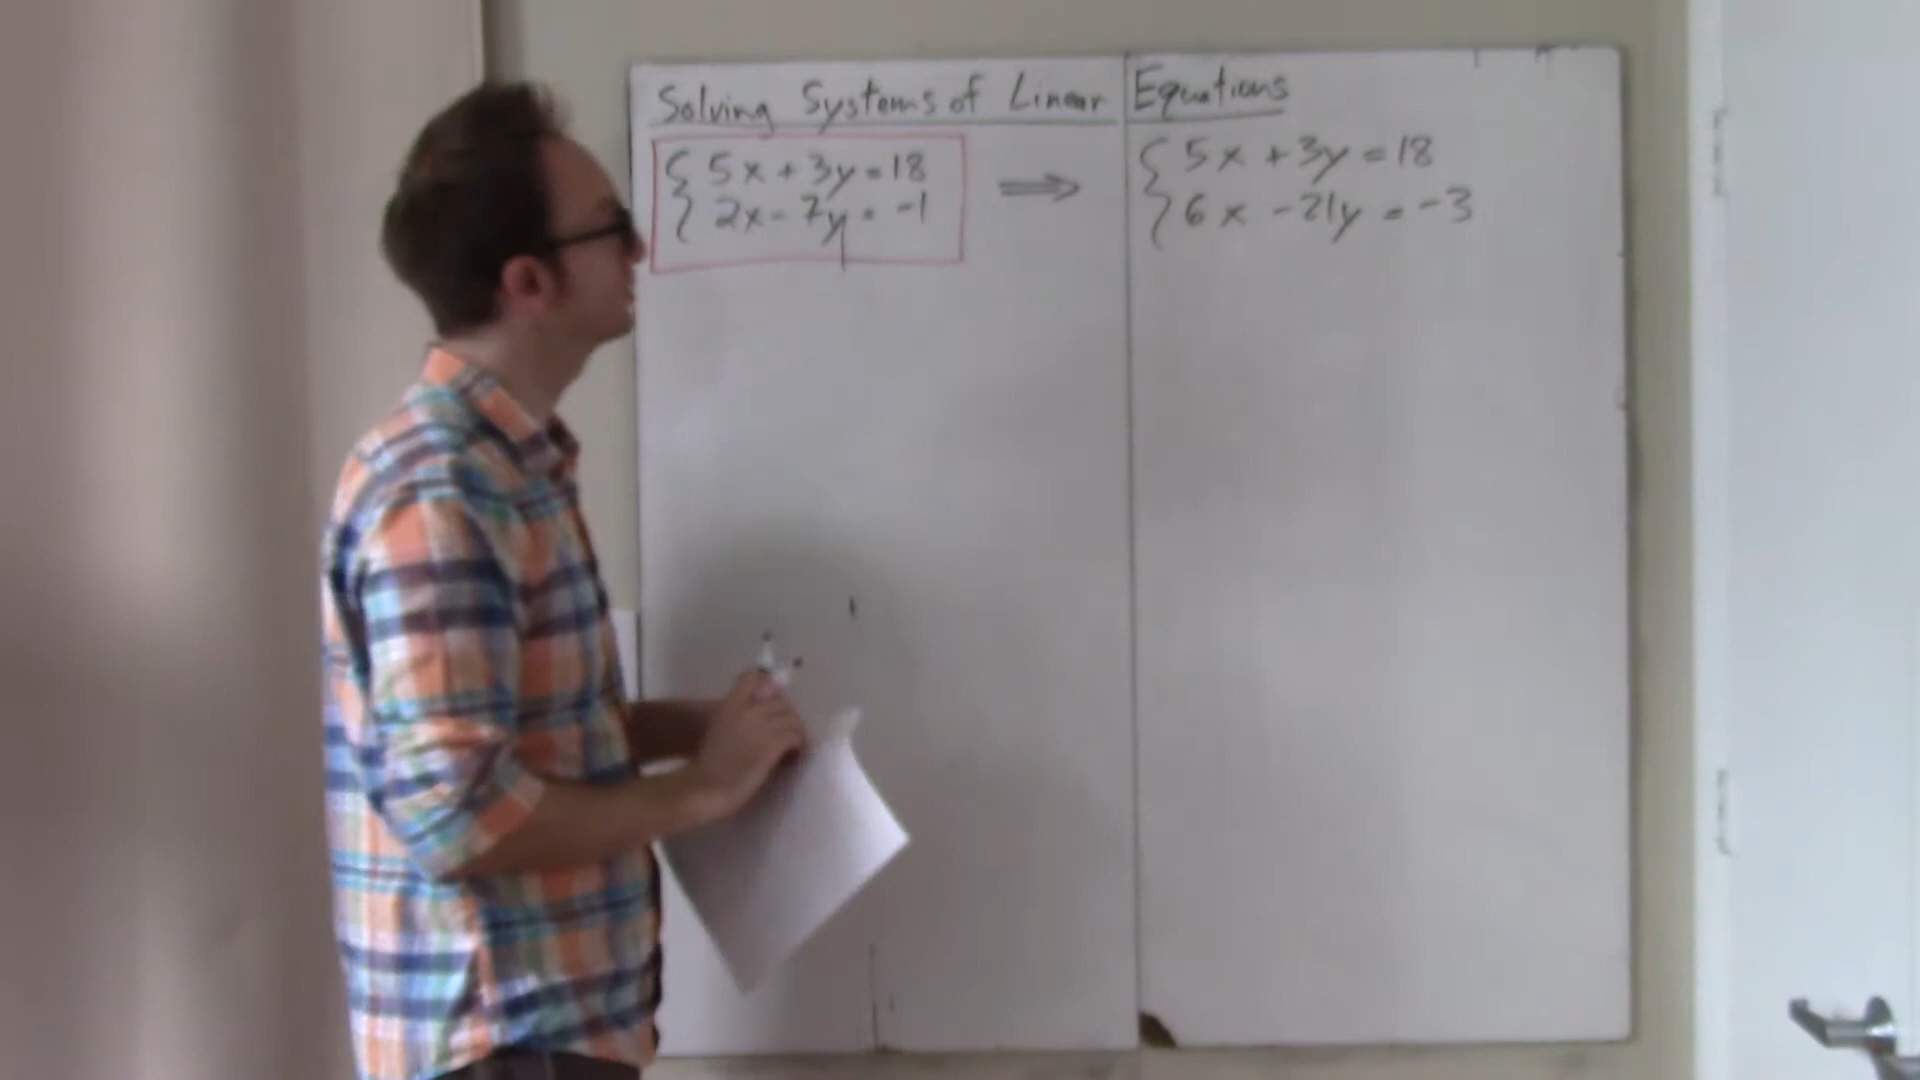 Solving Systems of Linear Equations
5x + 3y = 18
2x - 7y = -1
⟹
5x + 3y = 18
6x - 21y = -3